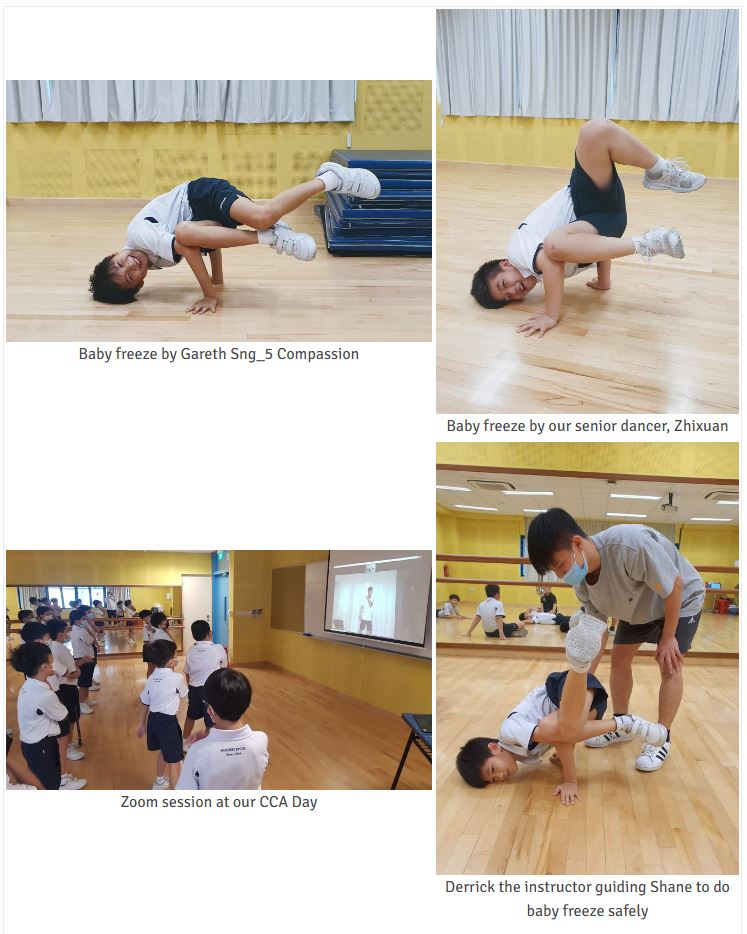 Baby freeze by Gareth Sng_5 Compassion
Baby freeze by our senior dancer, Zhixuan
Zoom session at our CCA Day
Derrick the instructor guiding Shane to do
baby freeze safely